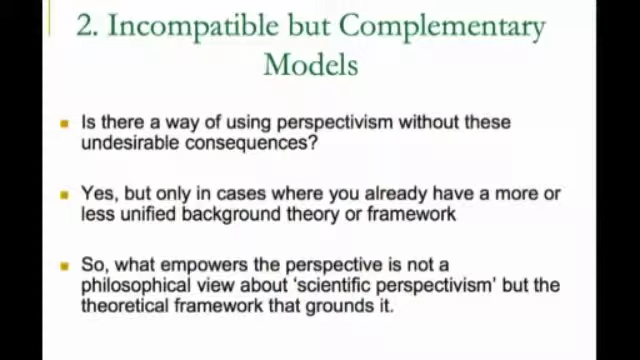 2. Incompatible but Complementary
Models
Is there a way of using perspectivism without these
undesirable consequences?
Yes, but only in cases where you already have a more or
less unified background theory or framework
So, what empowers the perspective is not a
philosophical view about 'scientific perspectivism' but the
theoretical framework that grounds it.